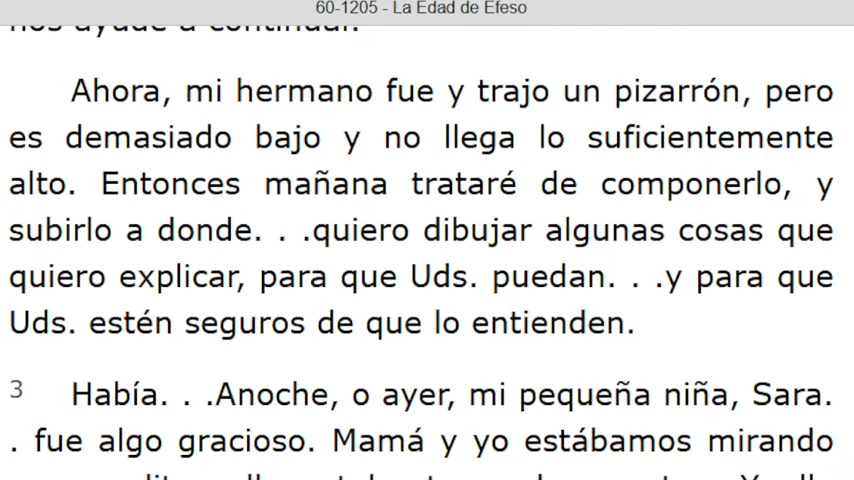 60-1205 - La Edad de Efeso
nos ayude a continuar.
Ahora, mi hermano fue y trajo un pizarrón, pero
es demasiado bajo y no llega lo suficientemente
alto. Entonces mañana trataré de componerlo, y
subirlo a donde. . .quiero dibujar algunas cosas que
quiero explicar, para que Uds. puedan. . .y para que
Uds. estén seguros de que lo entienden.
3 Había. . .Anoche, o ayer, mi pequeña niña, Sara.
. fue algo gracioso. Mamá y yo estábamos mirando